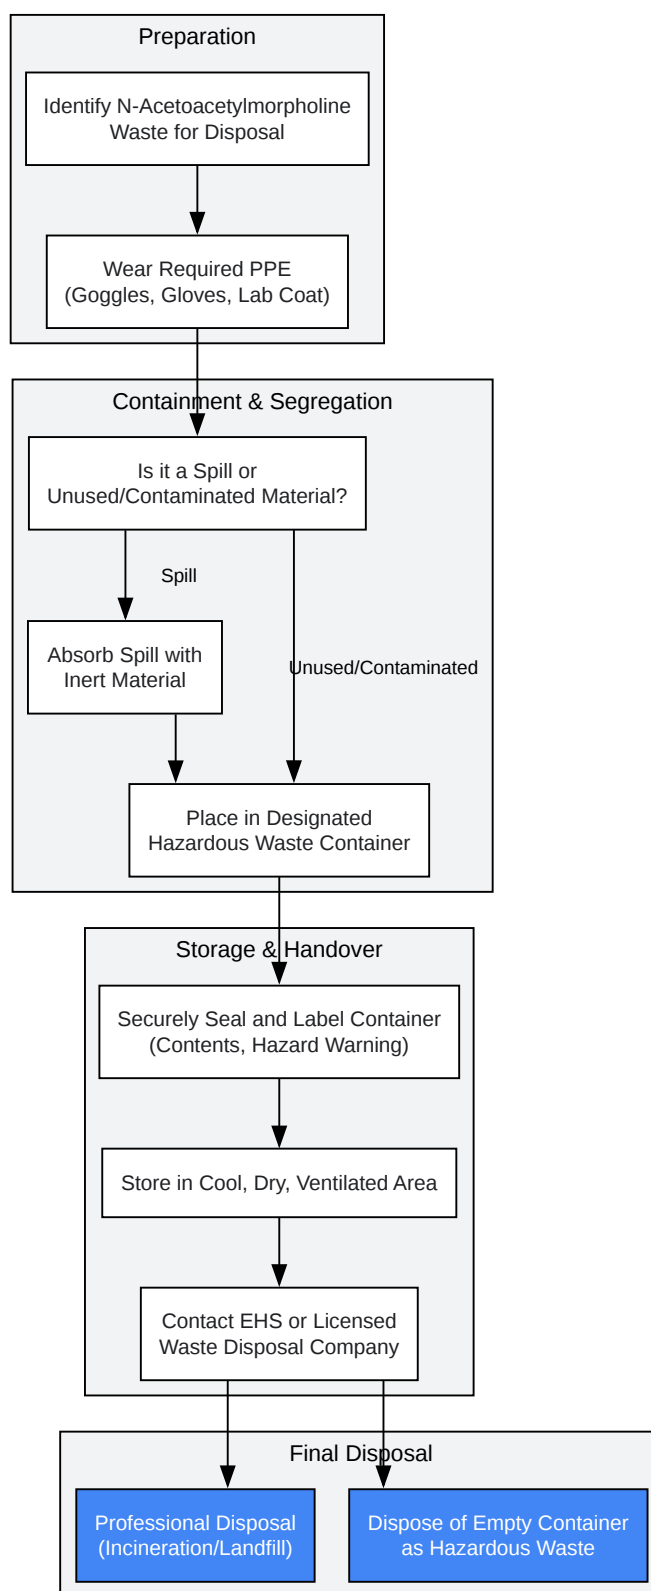 Preparation
Identify N-Acetoacetylmorpholine
Waste for Disposal
Wear Required PPE
(Goggles, Gloves, Lab Coat)
Containment & Segregation
Is it a Spill or
Unused/Contaminated Material?
Spill
Absorb Spill with
Inert Material
Unused/Contaminated
Place in Designated
Hazardous Waste Container
Storage & Handover
Securely Seal and Label Container
(Contents, Hazard Warning)
Store in Cool, Dry, Ventilated Area
Contact EHS or Licensed
Waste Disposal Company
Final Disposal
Professional Disposal
(Incineration/Landfill)
Dispose of Empty Container
as Hazardous Waste